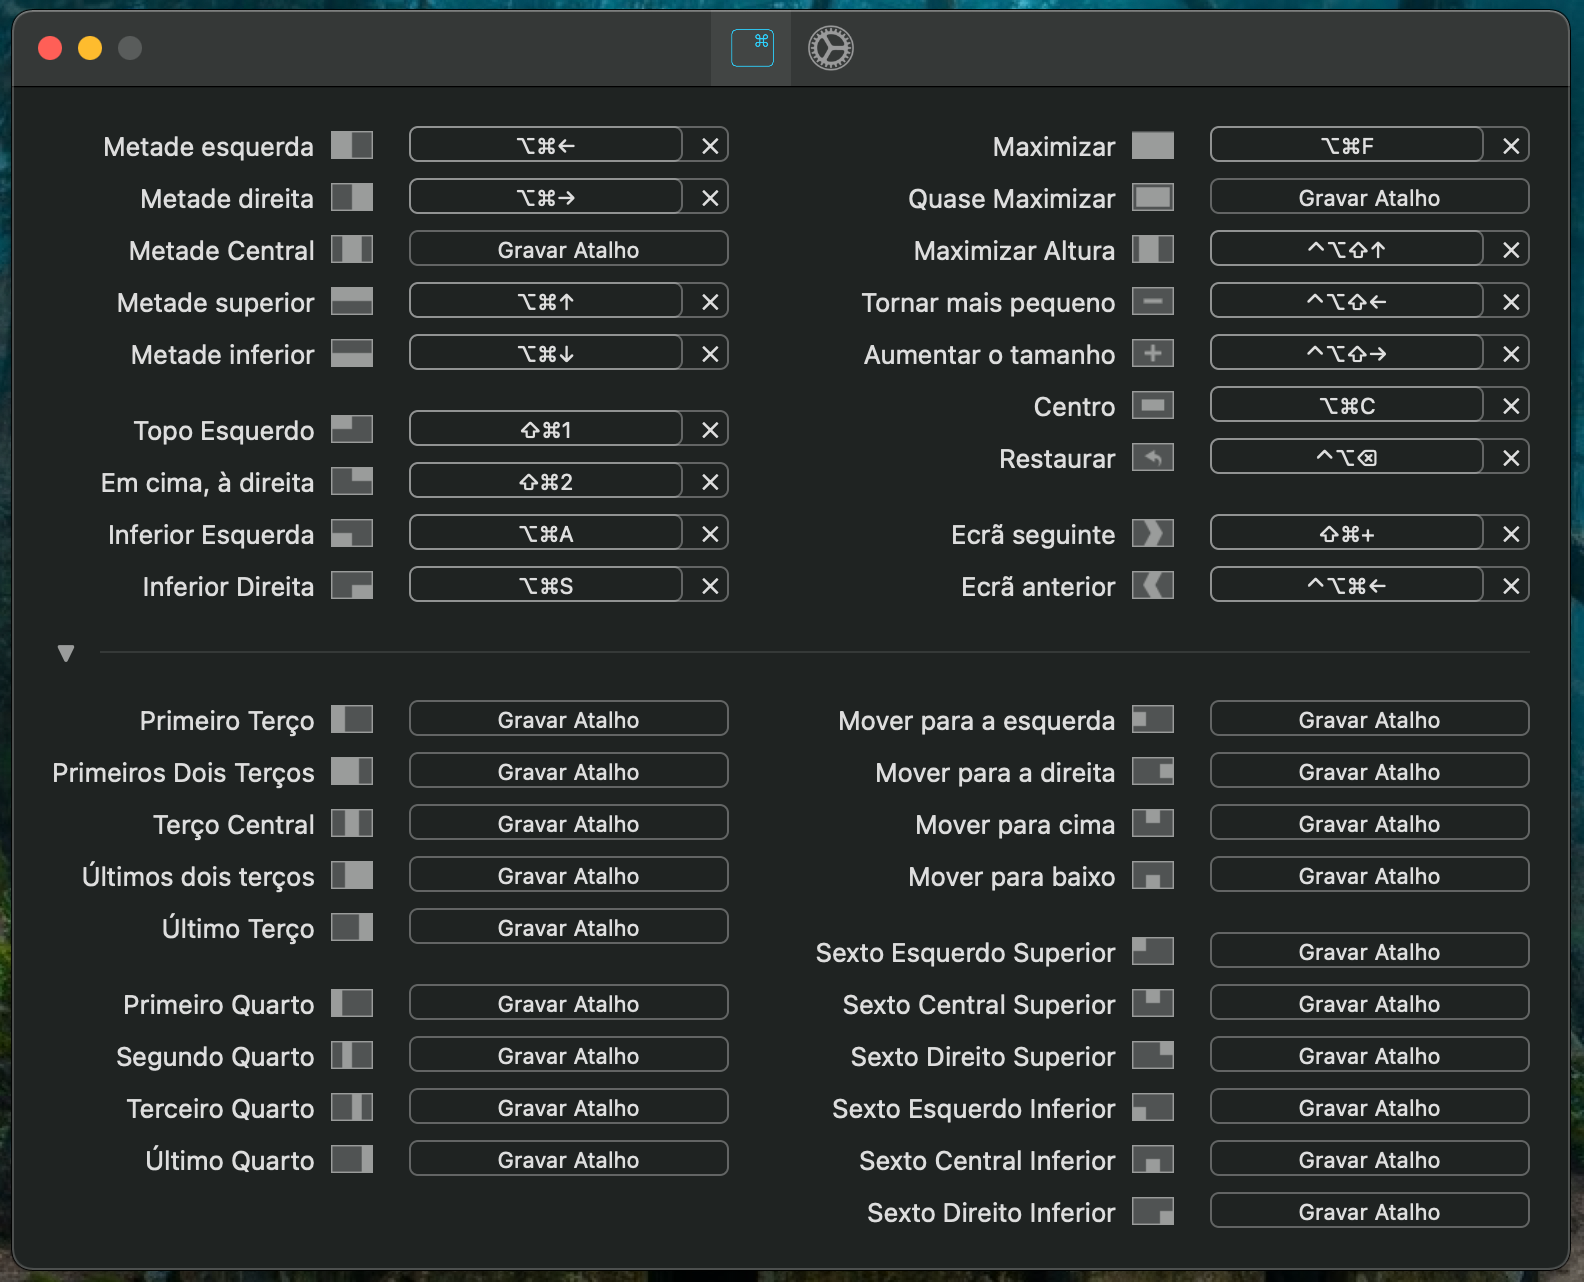 ⌘
Metade esquerda ⌥⌘← ✕
Metade direita ⌥⌘→ ✕
Metade Central Gravar Atalho
Metade superior ⌥⌘↑ ✕
Metade inferior ⌥⌘↓ ✕
Topo Esquerdo ⇧⌘1 ✕
Em cima, à direita ⇧⌘2 ✕
Inferior Esquerda ⌥⌘A ✕
Inferior Direita ⌥⌘S ✕
Maximizar ⌥⌘F ✕
Quase Maximizar Gravar Atalho
Maximizar Altura ^⌥⇧↑ ✕
Tornar mais pequeno ^⌥⇧← ✕
Aumentar o tamanho ^⌥⇧→ ✕
Centro ⌥⌘C ✕
Restaurar ^⌥⌫ ✕
Ecrã seguinte ⇧⌘+ ✕
Ecrã anterior ^⌥⌘← ✕
Primeiro Terço Gravar Atalho
Primeiros Dois Terços Gravar Atalho
Terço Central Gravar Atalho
Últimos dois terços Gravar Atalho
Último Terço Gravar Atalho
Primeiro Quarto Gravar Atalho
Segundo Quarto Gravar Atalho
Terceiro Quarto Gravar Atalho
Último Quarto Gravar Atalho
Mover para a esquerda Gravar Atalho
Mover para a direita Gravar Atalho
Mover para cima Gravar Atalho
Mover para baixo Gravar Atalho
Sexto Esquerdo Superior Gravar Atalho
Sexto Central Superior Gravar Atalho
Sexto Direito Superior Gravar Atalho
Sexto Esquerdo Inferior Gravar Atalho
Sexto Central Inferior Gravar Atalho
Sexto Direito Inferior Gravar Atalho